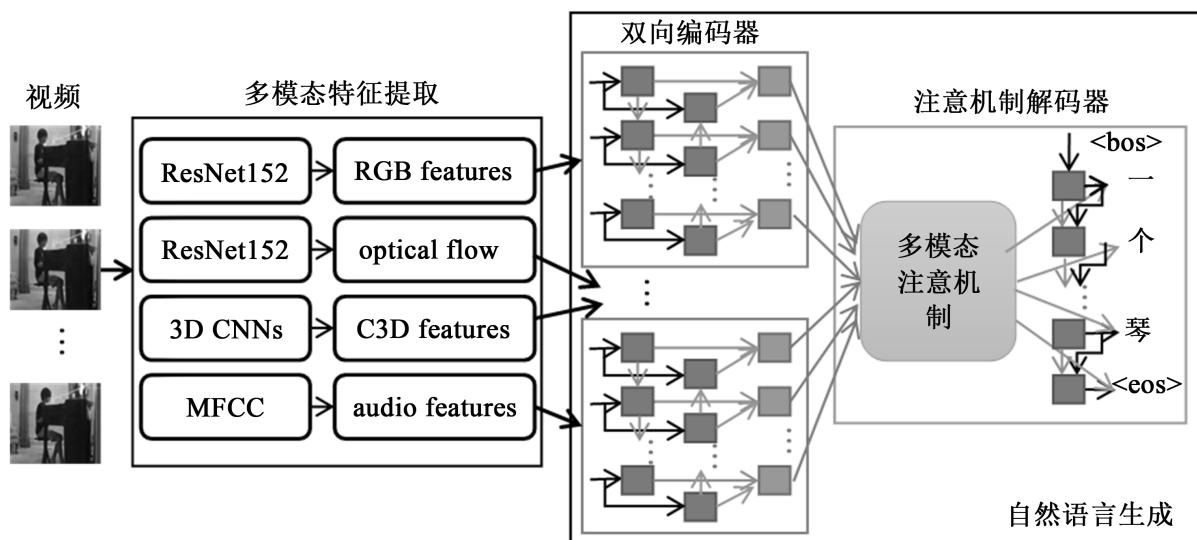 视频
多模态特征提取
ResNet152
RGB features
ResNet152
optical flow
3D CNNs
C3D features
MFCC
audio features
双向编码器
注意机制解码器
多模态
注意机
制
<bos>
一
个
琴
<eos>
自然语言生成